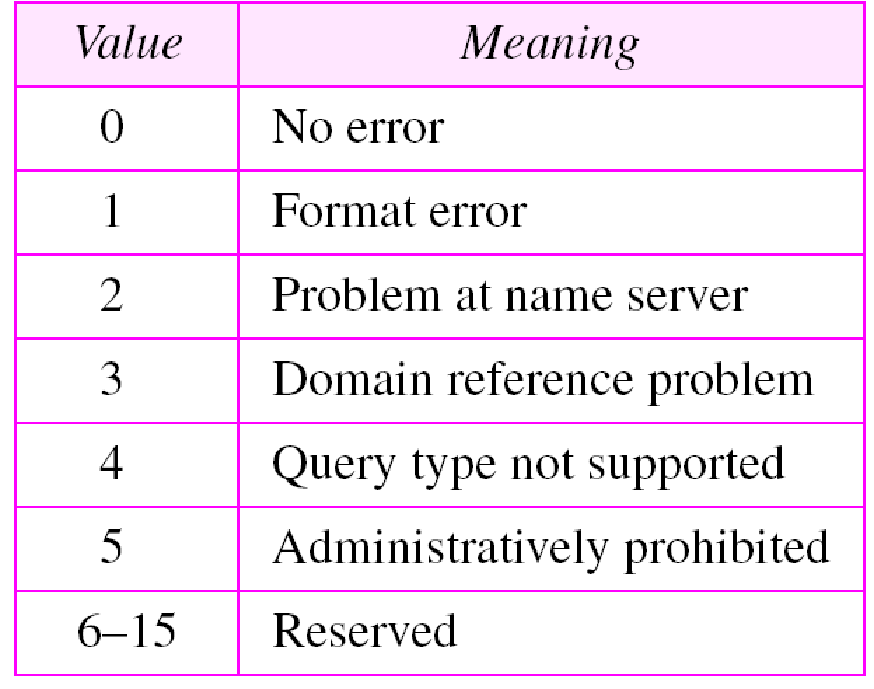 Value Meaning
0 No error
1 Format error
2 Problem at name server
3 Domain reference problem
4 Query type not supported
5 Administratively prohibited
6–15 Reserved